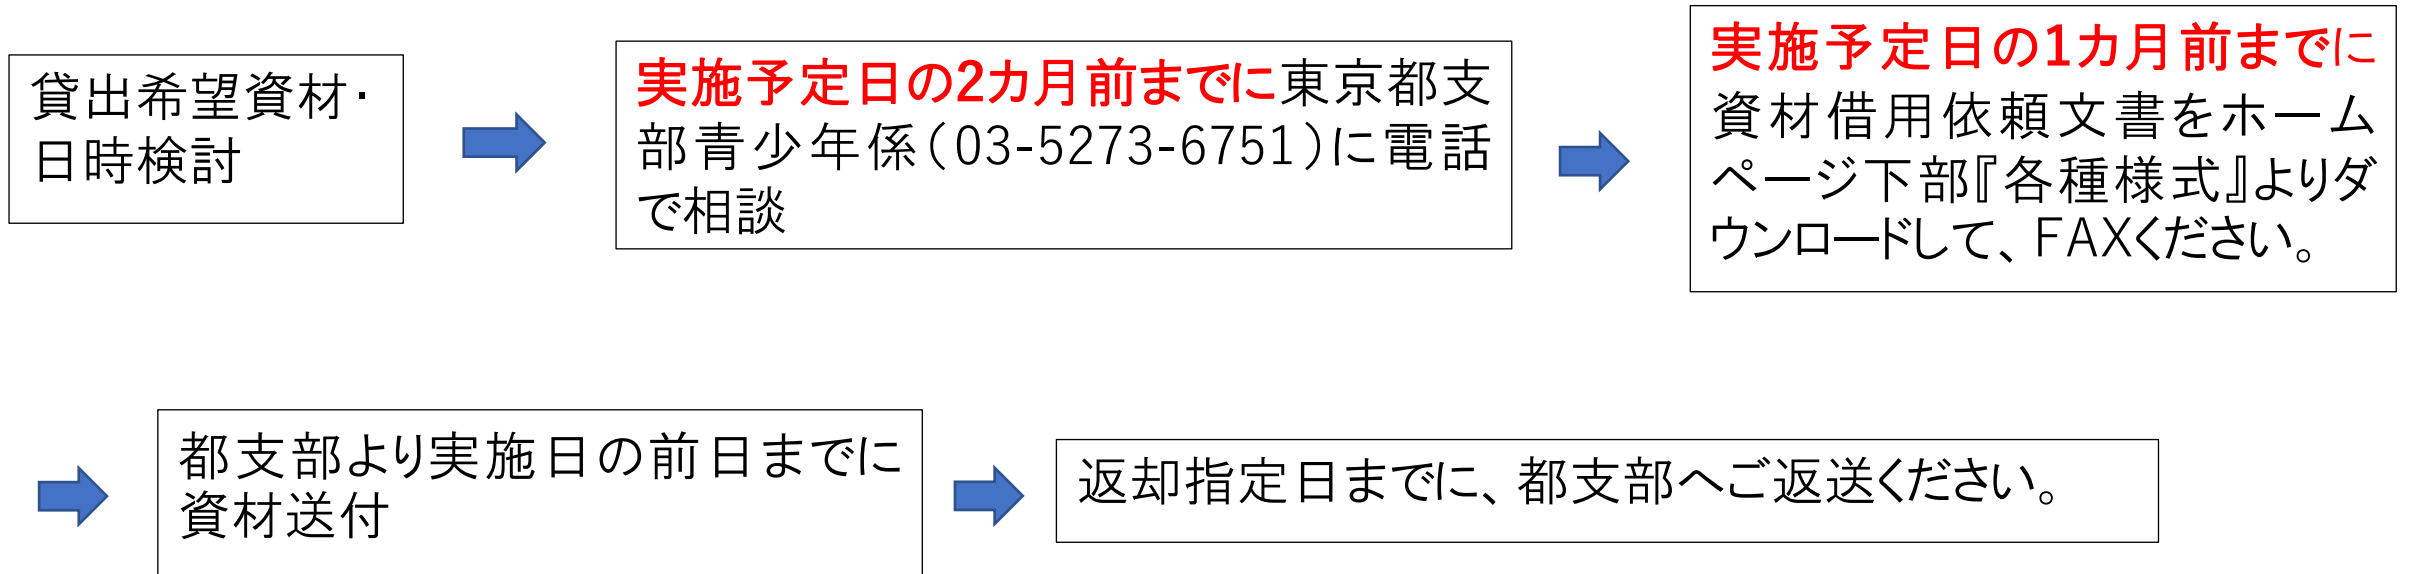 貸出希望資材・
日時検討
実施予定日の2カ月前までに東京都支
部青少年係（03-5273-6751）に電話
で相談
実施予定日の1カ月前までに
資材借用依頼文書をホーム
ページ下部『各種様式』よりダ
ウンロードして、FAXください。
都支部より実施日の前日までに
資材送付
返却指定日までに、都支部へご返送ください。